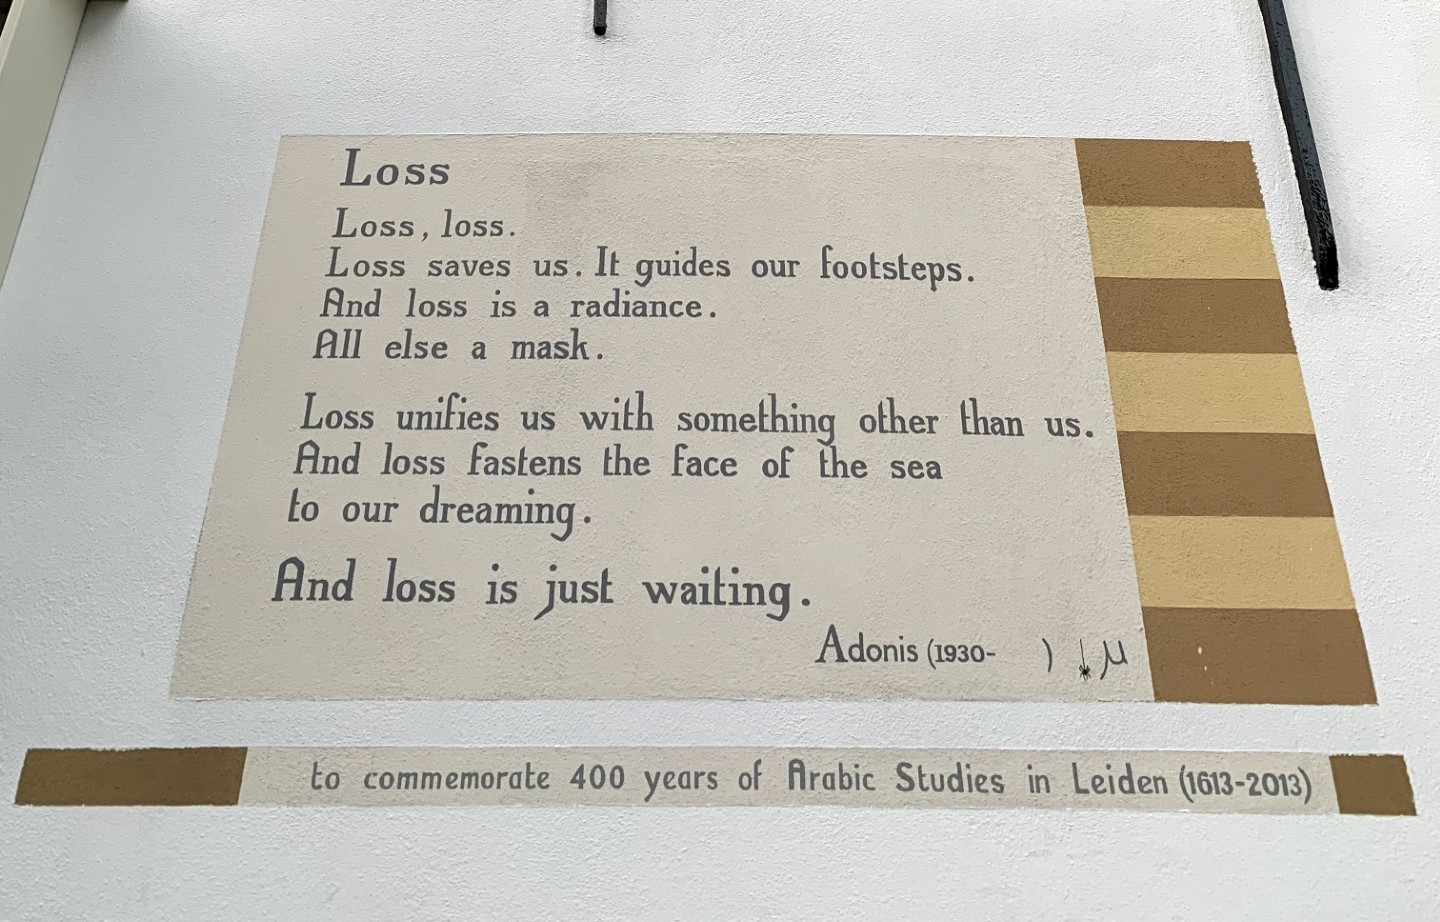 Loss
Loss, loss.
Loss saves us. It guides our footsteps.
And loss is a radiance.
All else a mask.
Loss unifies us with something other than us.
And loss fastens the face of the sea
to our dreaming.
And loss is just waiting.
Adonis (1930-    )
to commemorate 400 years of Arabic Studies in Leiden (1613-2013)